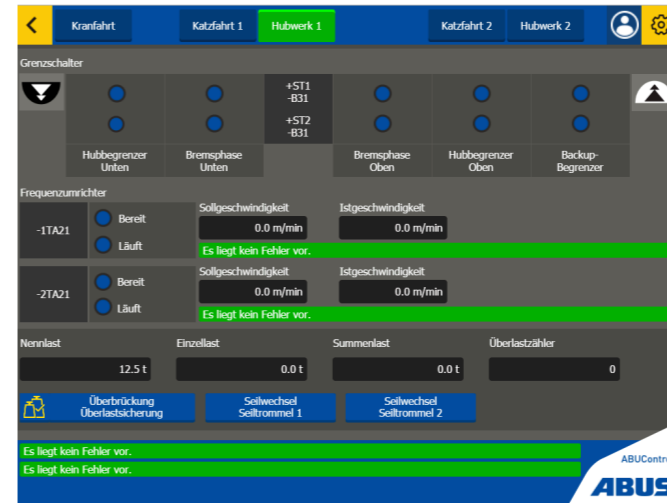 Kranfahrt Katzfahrt 1 Hubwerk 1 Katzfahrt 2 Hubwerk 2
Grenzschalter
+ST1
-B31
+ST2
-B31
Hubbegrenzer
Unten
Bremsphase
Unten
Bremsphase
Oben
Hubbegrenzer
Oben
Backup-
Begrenzer
Frequenzumrichter
-1TA21
Bereit
Läuft
Sollgeschwindigkeit Istgeschwindigkeit
0.0 m/min 0.0 m/min
Es liegt kein Fehler vor.
-2TA21
Bereit
Läuft
Sollgeschwindigkeit Istgeschwindigkeit
0.0 m/min 0.0 m/min
Es liegt kein Fehler vor.
Nennlast Einzellast Summenlast Überlastzähler
12.5 t 0.0 t 0.0 t 0
Überbrückung
Überlastsicherung
Seilwechsel
Seiltrommel 1
Seilwechsel
Seiltrommel 2
Es liegt kein Fehler vor.
Es liegt kein Fehler vor.
ABUContro
ABUS